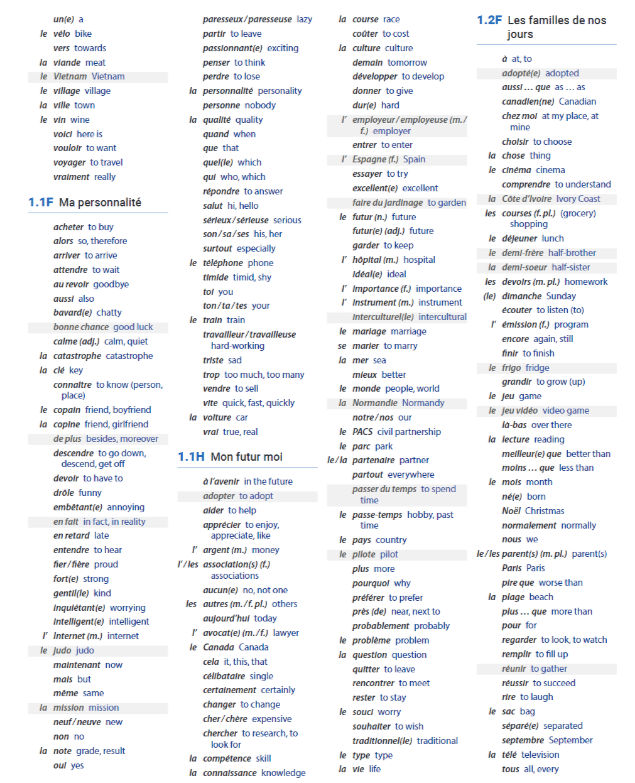 un(e) a
le vélo bike
vers towards
la viande meat
le Vietnam Vietnam
le village village
la ville town
le vin wine
voici here is
vouloir to want
voyager to travel
vraiment really
1.1F Ma personnalité
acheter to buy
alors so, therefore
arriver to arrive
attendre to wait
au revoir goodbye
aussi also
bavard(e) chatty
bonne chance good luck
calme (adj.) calm, quiet
la catastrophe catastrophe
la clé key
connaître to know (person,
place)
le copain friend, boyfriend
la copine friend, girlfriend
de plus besides, moreover
descendre to go down,
descend, get off
devoir to have to
drôle funny
embêtant(e) annoying
en fait in fact, in reality
en retard late
entendre to hear
fier/fière proud
fort(e) strong
gentil(le) kind
inquiétant(e) worrying
intelligent(e) intelligent
l' Internet (m.) internet
le judo judo
maintenant now
mais but
même same
la mission mission
neuf/neuve new
non no
la note grade, result
oui yes
paresseux/paresseuse lazy
partir to leave
passionnant(e) exciting
penser to think
perdre to lose
la personnalité personality
personne nobody
la qualité quality
quand when
que that
quel(le) which
qui who, which
répondre to answer
salut hi, hello
sérieux/sérieuse serious
son/sa/ses his, her
surtout especially
le téléphone phone
timide timid, shy
toi you
ton/ta/tes your
le train train
travailleur/travailleuse
hard-working
triste sad
trop too much, too many
vendre to sell
vite quick, fast, quickly
la voiture car
vrai true, real
1.1H Mon futur moi
à l'avenir in the future
adopter to adopt
aider to help
apprécier to enjoy,
appreciate, like
l' argent (m.) money
l'/les association(s) (f.)
associations
aucun(e) no, not one
les autres (m./f. pl.) others
aujourd'hui today
l' avocat(e) (m./f.) lawyer
le Canada Canada
cela it, this, that
célibataire single
certainement certainly
changer to change
cher/chère expensive
chercher to research, to
look for
la compétence skill
la connaissance knowledge
la course race
coûter to cost
la culture culture
demain tomorrow
développer to develop
donner to give
dur(e) hard
l' employeur/employeuse (m./
f.) employer
entrer to enter
l' Espagne (f.) Spain
essayer to try
excellent(e) excellent
faire du jardinage to garden
le futur (n.) future
futur(e) (adj.) future
garder to keep
l' hôpital (m.) hospital
idéal(e) ideal
l' importance (f.) importance
l' instrument (m.) instrument
interculturel(le) intercultural
le mariage marriage
se marier to marry
la mer sea
mieux better
le monde people, world
la Normandie Normandy
notre/nos our
le PACS civil partnership
le parc park
le/la partenaire partner
partout everywhere
passer du temps to spend
time
le passe-temps hobby, past
time
le pays country
le pilote pilot
plus more
pourquoi why
préférer to prefer
près (de) near, next to
probablement probably
le problème problem
la question question
quitter to leave
rencontrer to meet
rester to stay
le souci worry
souhaiter to wish
traditionnel(le) traditional
le type type
la vie life
1.2F Les familles de nos
jours
à at, to
adopté(e) adopted
aussi ... que as ... as
canadien(ne) Canadian
chez moi at my place, at
mine
choisir to choose
la chose thing
le cinéma cinema
comprendre to understand
la Côte d'Ivoire Ivory Coast
les courses (f. pl.) (grocery)
shopping
le déjeuner lunch
le demi-frère half-brother
la demi-soeur half-sister
les devoirs (m. pl.) homework
(le) dimanche Sunday
écouter to listen (to)
l' émission (f.) program
encore again, still
finir to finish
le frigo fridge
grandir to grow (up)
le jeu game
le jeu vidéo video game
là-bas over there
la lecture reading
meilleur(e) que better than
moins ... que less than
le mois month
né(e) born
Noël Christmas
normalement normally
nous we
le/les parent(s) (m. pl.) parent(s)
Paris Paris
pire que worse than
la plage beach
plus ... que more than
pour for
regarder to look, to watch
remplir to fill up
réunir to gather
réussir to succeed
rire to laugh
le sac bag
séparé(e) separated
septembre September
la télé television
tous all, every